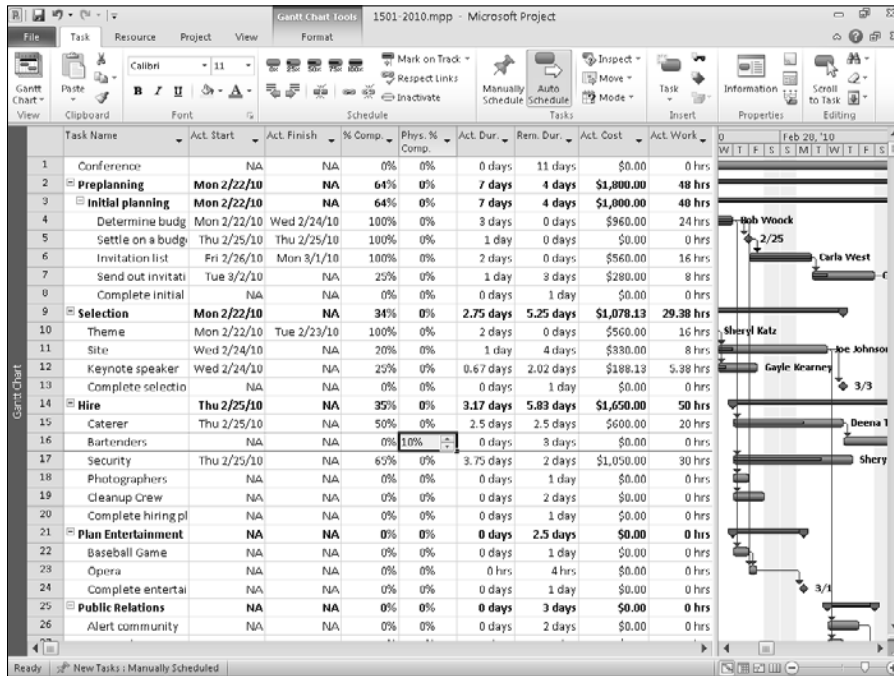 1501-2010.mpp - Microsoft Project
Gantt Chart Tools
File Task Resource Project View Format
Gantt Chart
Paste
Calibri 11
B I U A
0% 25% 50% 75% 100%
Mark on Track
Respect Links
Inactivate
Manually Schedule
Auto Schedule
Inspect
Move
Mode
Task
Information
Scroll to Task
View Clipboard Font Schedule Tasks Insert Properties Editing
Task Name Act. Start Act. Finish % Comp. Phys. % Comp. Act. Dur. Rem. Dur. Act. Cost Act. Work
0 Feb 28, '10
W T F S S M T W T F S
1 Conference NA NA 0% 0% 0 days 11 days $0.00 0 hrs
2 Preplanning Mon 2/22/10 NA 64% 0% 7 days 4 days $1,800.00 48 hrs
3 Initial planning Mon 2/22/10 NA 64% 0% 7 days 4 days $1,800.00 48 hrs
4 Determine budg Mon 2/22/10 Wed 2/24/10 100% 0% 3 days 0 days $960.00 24 hrs Bob Woock
5 Settle on a budge Thu 2/25/10 Thu 2/25/10 100% 0% 1 day 0 days $0.00 0 hrs 2/25
6 Invitation list Fri 2/26/10 Mon 3/1/10 100% 0% 2 days 0 days $560.00 16 hrs Carla West
7 Send out invitati Tue 3/2/10 NA 25% 0% 1 day 3 days $280.00 8 hrs
8 Complete initial NA NA 0% 0% 0 days 1 day $0.00 0 hrs
9 Selection Mon 2/22/10 NA 34% 0% 2.75 days 5.25 days $1,078.13 29.38 hrs
10 Theme Mon 2/22/10 Tue 2/23/10 100% 0% 2 days 0 days $560.00 16 hrs Sheryl Katz
11 Site Wed 2/24/10 NA 20% 0% 1 day 4 days $330.00 8 hrs Joe Johnson
12 Keynote speaker Wed 2/24/10 NA 25% 0% 0.67 days 2.02 days $188.13 5.38 hrs Gayle Kearney
13 Complete selectio NA NA 0% 0% 0 days 1 day $0.00 0 hrs 3/3
14 Hire Thu 2/25/10 NA 35% 0% 3.17 days 5.83 days $1,650.00 50 hrs
15 Caterer Thu 2/25/10 NA 50% 0% 2.5 days 2.5 days $600.00 20 hrs Deena T
16 Bartenders NA NA 0% 10% 0 days 3 days $0.00 0 hrs
17 Security Thu 2/25/10 NA 65% 0% 3.75 days 2 days $1,050.00 30 hrs Shery
18 Photographers NA NA 0% 0% 0 days 1 day $0.00 0 hrs
19 Cleanup Crew NA NA 0% 0% 0 days 2 days $0.00 0 hrs
20 Complete hiring pl NA NA 0% 0% 0 days 1 day $0.00 0 hrs
21 Plan Entertainment NA NA 0% 0% 0 days 2.5 days $0.00 0 hrs
22 Baseball Game NA NA 0% 0% 0 days 1 day $0.00 0 hrs
23 Opera NA NA 0% 0% 0 hrs 4 hrs $0.00 0 hrs
24 Complete entertai NA NA 0% 0% 0 days 1 day $0.00 0 hrs 3/1
25 Public Relations NA NA 0% 0% 0 days 3 days $0.00 0 hrs
26 Alert community NA NA 0% 0% 0 days 2 days $0.00 0 hrs
Gantt Chart
Ready New Tasks : Manually Scheduled